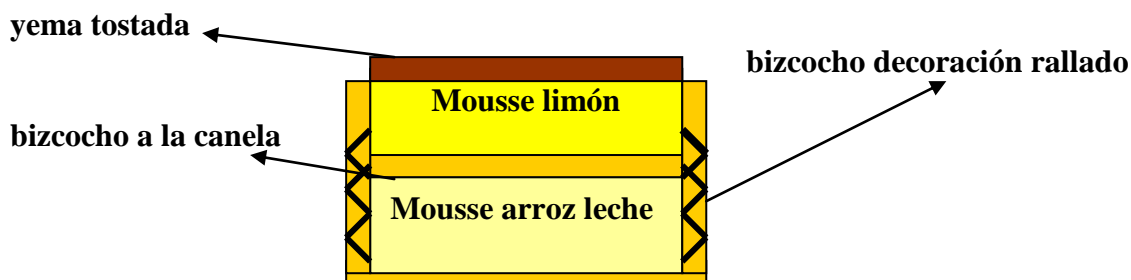 yema tostada
bizcocho decoración rallado
Mousse limón
bizcocho a la canela
Mousse arroz leche